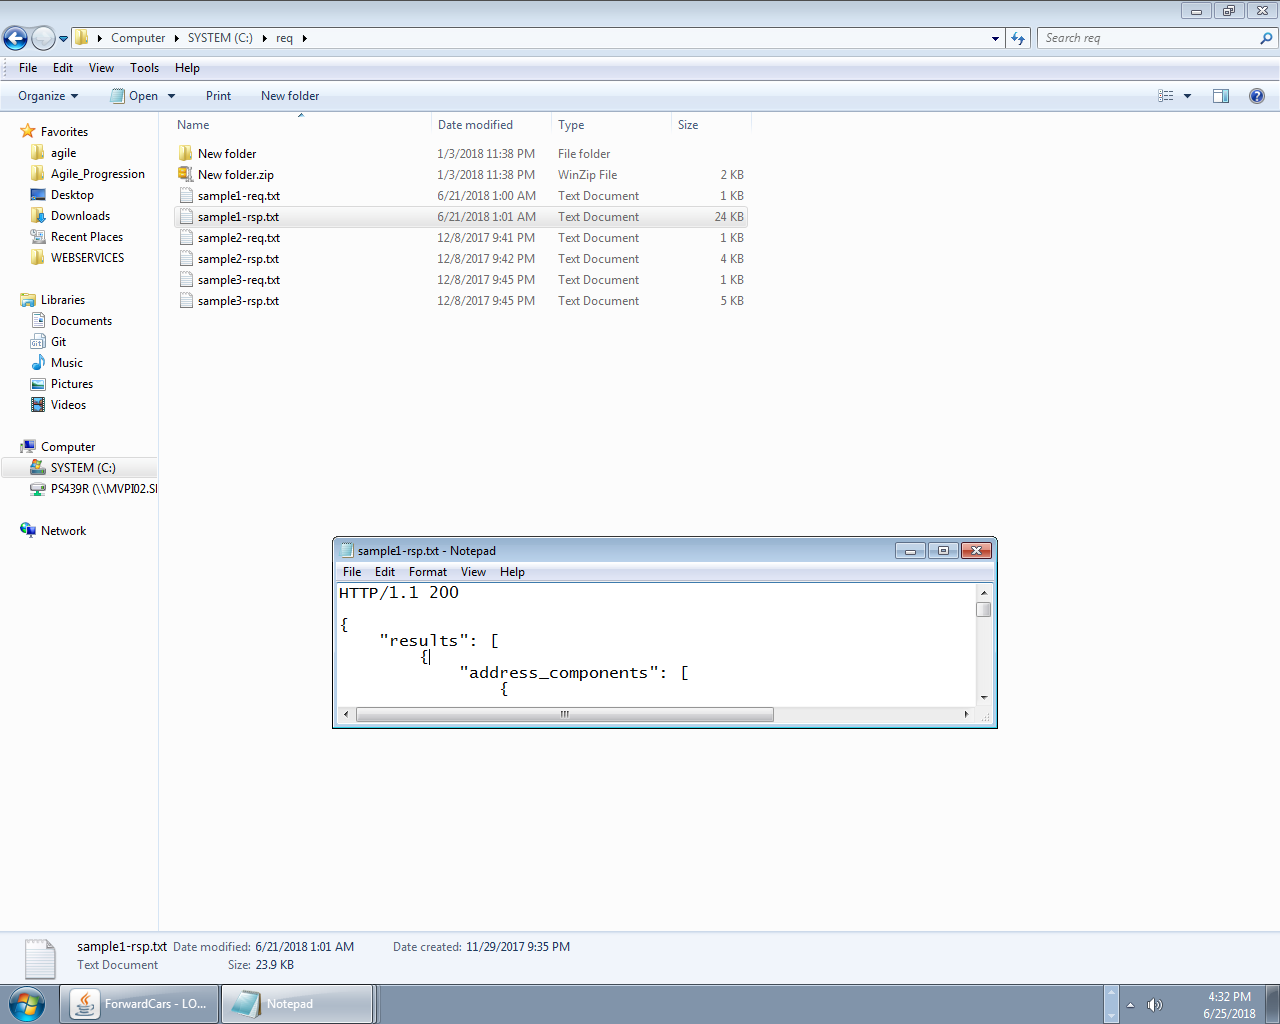 Computer SYSTEM (C:) req
Search req
File Edit View Tools Help
Organize Open Print New folder
Name Date modified Type Size
New folder 1/3/2018 11:38 PM File folder
New folder.zip 1/3/2018 11:38 PM WinZip File 2 KB
sample1-req.txt 6/21/2018 1:00 AM Text Document 1 KB
sample1-rsp.txt 6/21/2018 1:01 AM Text Document 24 KB
sample2-req.txt 12/8/2017 9:41 PM Text Document 1 KB
sample2-rsp.txt 12/8/2017 9:42 PM Text Document 4 KB
sample3-req.txt 12/8/2017 9:45 PM Text Document 1 KB
sample3-rsp.txt 12/8/2017 9:45 PM Text Document 5 KB
Favorites
agile
Agile_Progression
Desktop
Downloads
Recent Places
WEBSERVICES
Libraries
Documents
Git
Music
Pictures
Videos
Computer
SYSTEM (C:)
PS439R (\\MVPI02.SI
Network
sample1-rsp.txt - Notepad
File Edit Format View Help
HTTP/1.1 200
{
"results": [
{
"address_components": [
{
sample1-rsp.txt Date modified: 6/21/2018 1:01 AM Date created: 11/29/2017 9:35 PM
Text Document Size: 23.9 KB
ForwardCars - LO...
Notepad
4:32 PM
6/25/2018